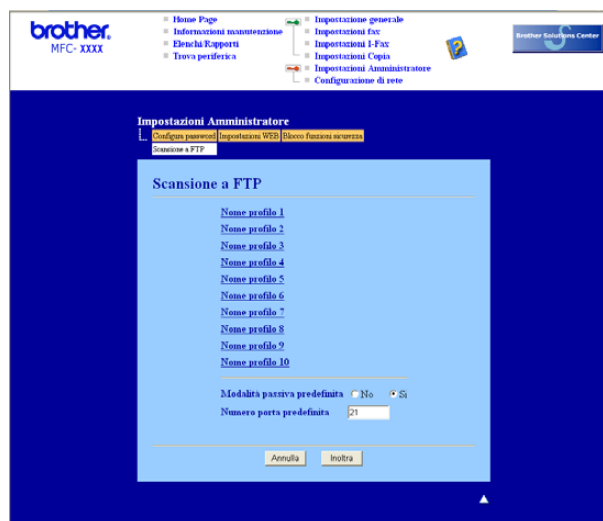 brother.
MFC- XXXX
Home Page
Informazioni manutenzione
Elenchi/Rapporti
Trova periferica
Impostazione generale
Impostazioni fax
Impostazioni I-Fax
Impostazioni Copia
Impostazioni Amministratore
Configurazione di rete
Brother Solutions Center
Impostazioni Amministratore
Configura password Impostazioni WEB Blocco funzioni sicurezza
Scansione a FTP
Scansione a FTP
Nome profilo 1
Nome profilo 2
Nome profilo 3
Nome profilo 4
Nome profilo 5
Nome profilo 6
Nome profilo 7
Nome profilo 8
Nome profilo 9
Nome profilo 10
Modalità passiva predefinita No Sì
Numero porta predefinita 21
Annulla Inoltra